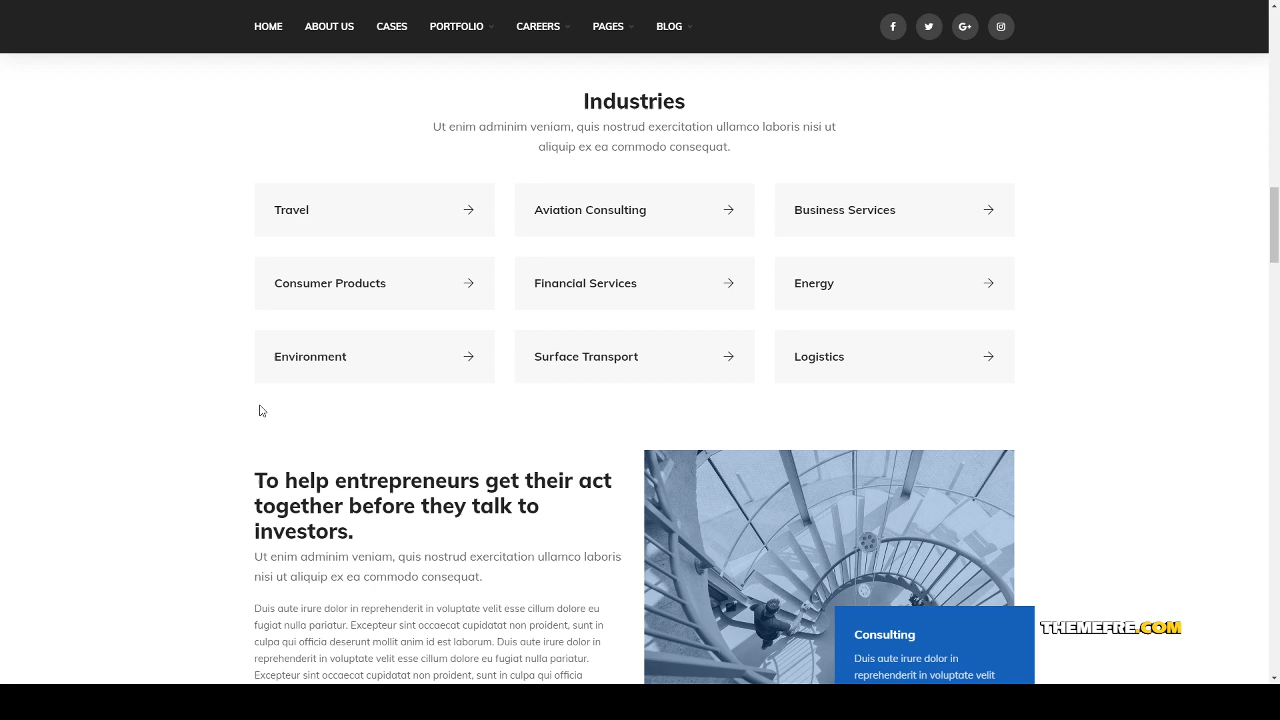 HOME ABOUT US CASES PORTFOLIO CAREERS PAGES BLOG
Industries
Ut enim adminim veniam, quis nostrud exercitation ullamco laboris nisi ut
aliquip ex ea commodo consequat.
Travel
Aviation Consulting
Business Services
Consumer Products
Financial Services
Energy
Environment
Surface Transport
Logistics
To help entrepreneurs get their act
together before they talk to
investors.
Ut enim adminim veniam, quis nostrud exercitation ullamco laboris
nisi ut aliquip ex ea commodo consequat.
Duis aute irure dolor in reprehenderit in voluptate velit esse cillum dolore eu
fugiat nulla pariatur. Excepteur sint occaecat cupidatat non proident, sunt in
culpa qui officia deserunt mollit anim id est laborum. Duis aute irure dolor in
reprehenderit in voluptate velit esse cillum dolore eu fugiat nulla pariatur.
Excepteur sint occaecat cupidatat non proident, sunt in culpa qui officia
Consulting
Duis aute irure dolor in
reprehenderit in voluptate velit
THEMEFRE.COM